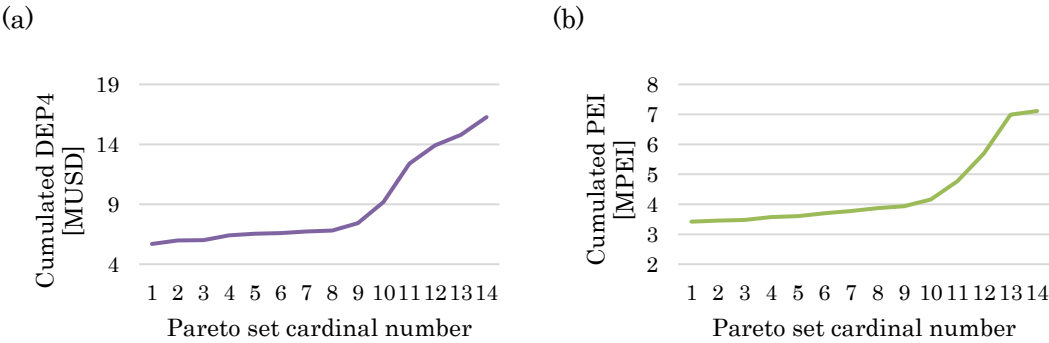 (a)
Cumulated DEP4
[MUSD]
19
14
9
4
1 2 3 4 5 6 7 8 9 10 11 12 13 14
Pareto set cardinal number
(b)
Cumulated PEI
[MPEI]
8
7
6
5
4
3
2
1 2 3 4 5 6 7 8 9 10 11 12 13 14
Pareto set cardinal number